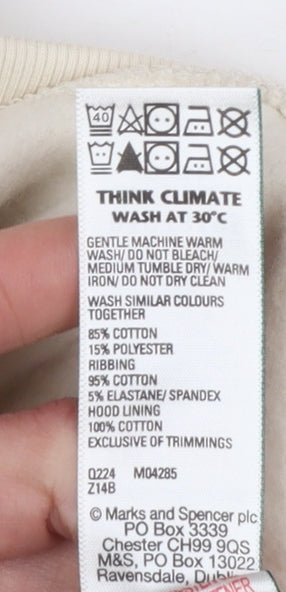 40
THINK CLIMATE
WASH AT 30°C
GENTLE MACHINE WARM
WASH/ DO NOT BLEACH/
MEDIUM TUMBLE DRY/ WARM
IRON/ DO NOT DRY CLEAN
WASH SIMILAR COLOURS
TOGETHER
85% COTTON
15% POLYESTER
RIBBING
95% COTTON
5% ELASTANE/ SPANDEX
HOOD LINING
100% COTTON
EXCLUSIVE OF TRIMMINGS
Q224 M04285
Z14B
© Marks and Spencer plc
PO Box 3339
Chester CH99 9QS
M&S, PO Box 13022
Ravensdale, Dublin